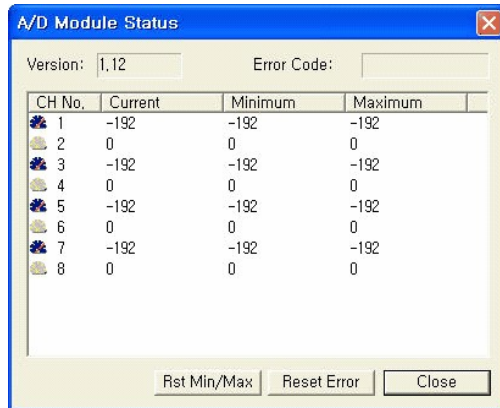 A/D Module Status
Version: 1,12 Error Code:
CH No, Current Minimum Maximum
1 -192 -192 -192
2 0 0 0
3 -192 -192 -192
4 0 0 0
5 -192 -192 -192
6 0 0 0
7 -192 -192 -192
8 0 0 0
Rst Min/Max Reset Error Close